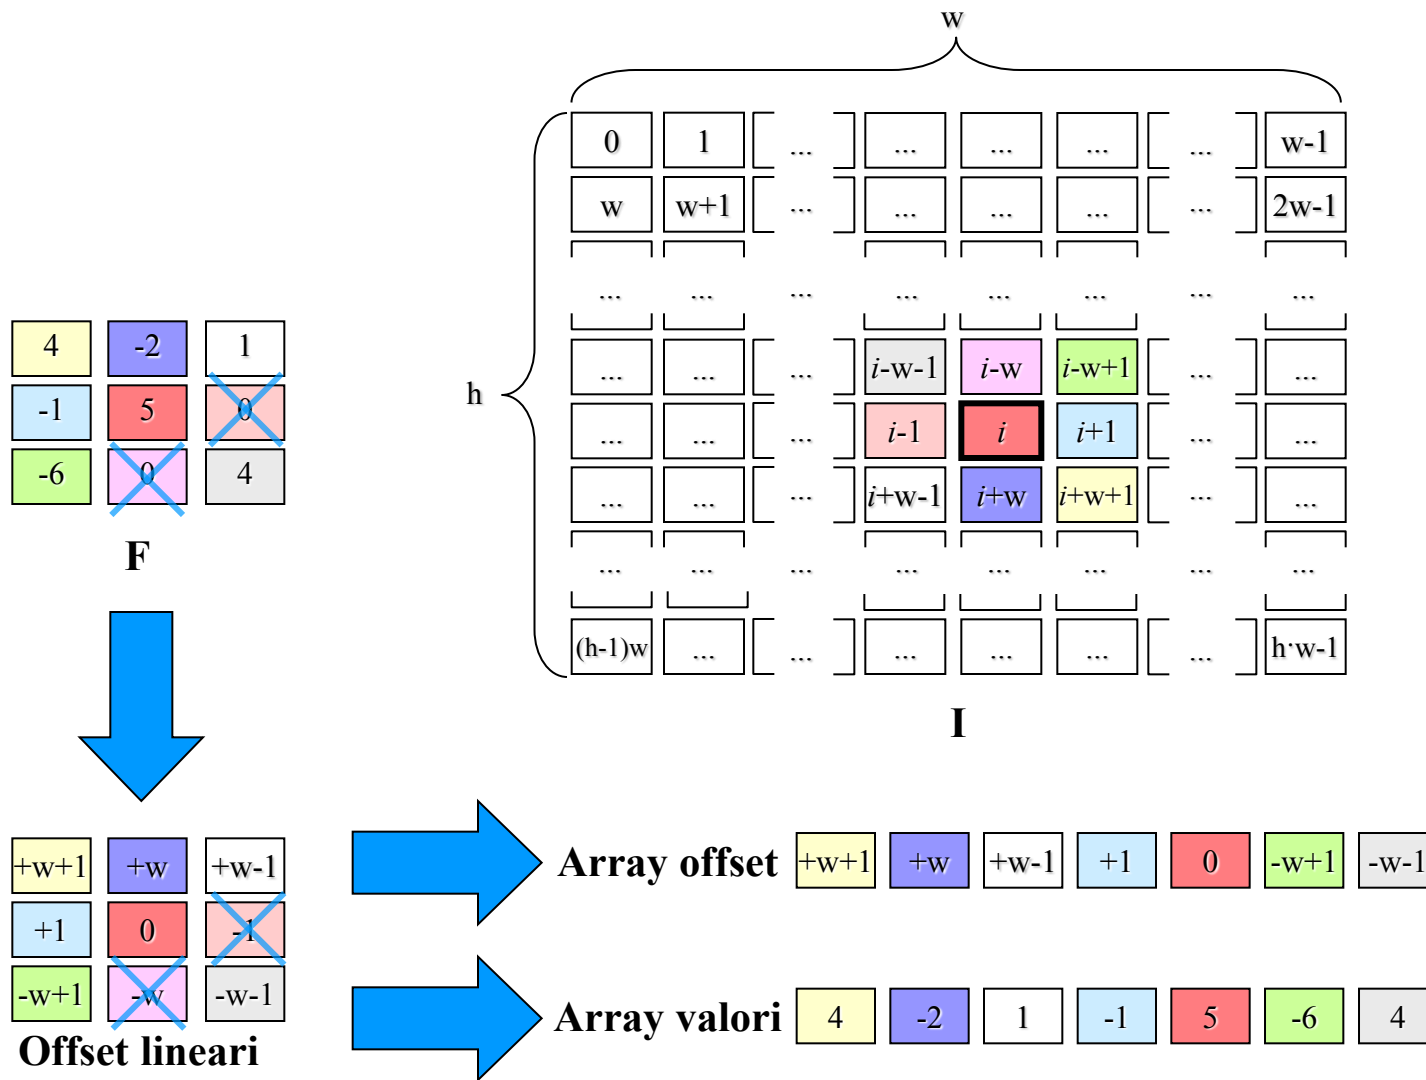 w
0 1 ... ... ... ... ... w-1
w w+1 ... ... ... ... ... 2w-1
... ... ... ... ... ... ... ...
4 -2 1
... ... ... i-w-1 i-w i-w+1 ... ...
h
-1 5 0
... ... ... i-1 i i+1 ... ...
-6 0 4
... ... ... i+w-1 i+w i+w+1 ... ...
F
... ... ... ... ... ... ... ...
(h-1)w ... ... ... ... ... ... h·w-1
I
+w+1 +w +w-1
+1 0 -1
-w+1 -w -w-1
Offset lineari
Array offset +w+1 +w +w-1 +1 0 -w+1 -w-1
Array valori 4 -2 1 -1 5 -6 4